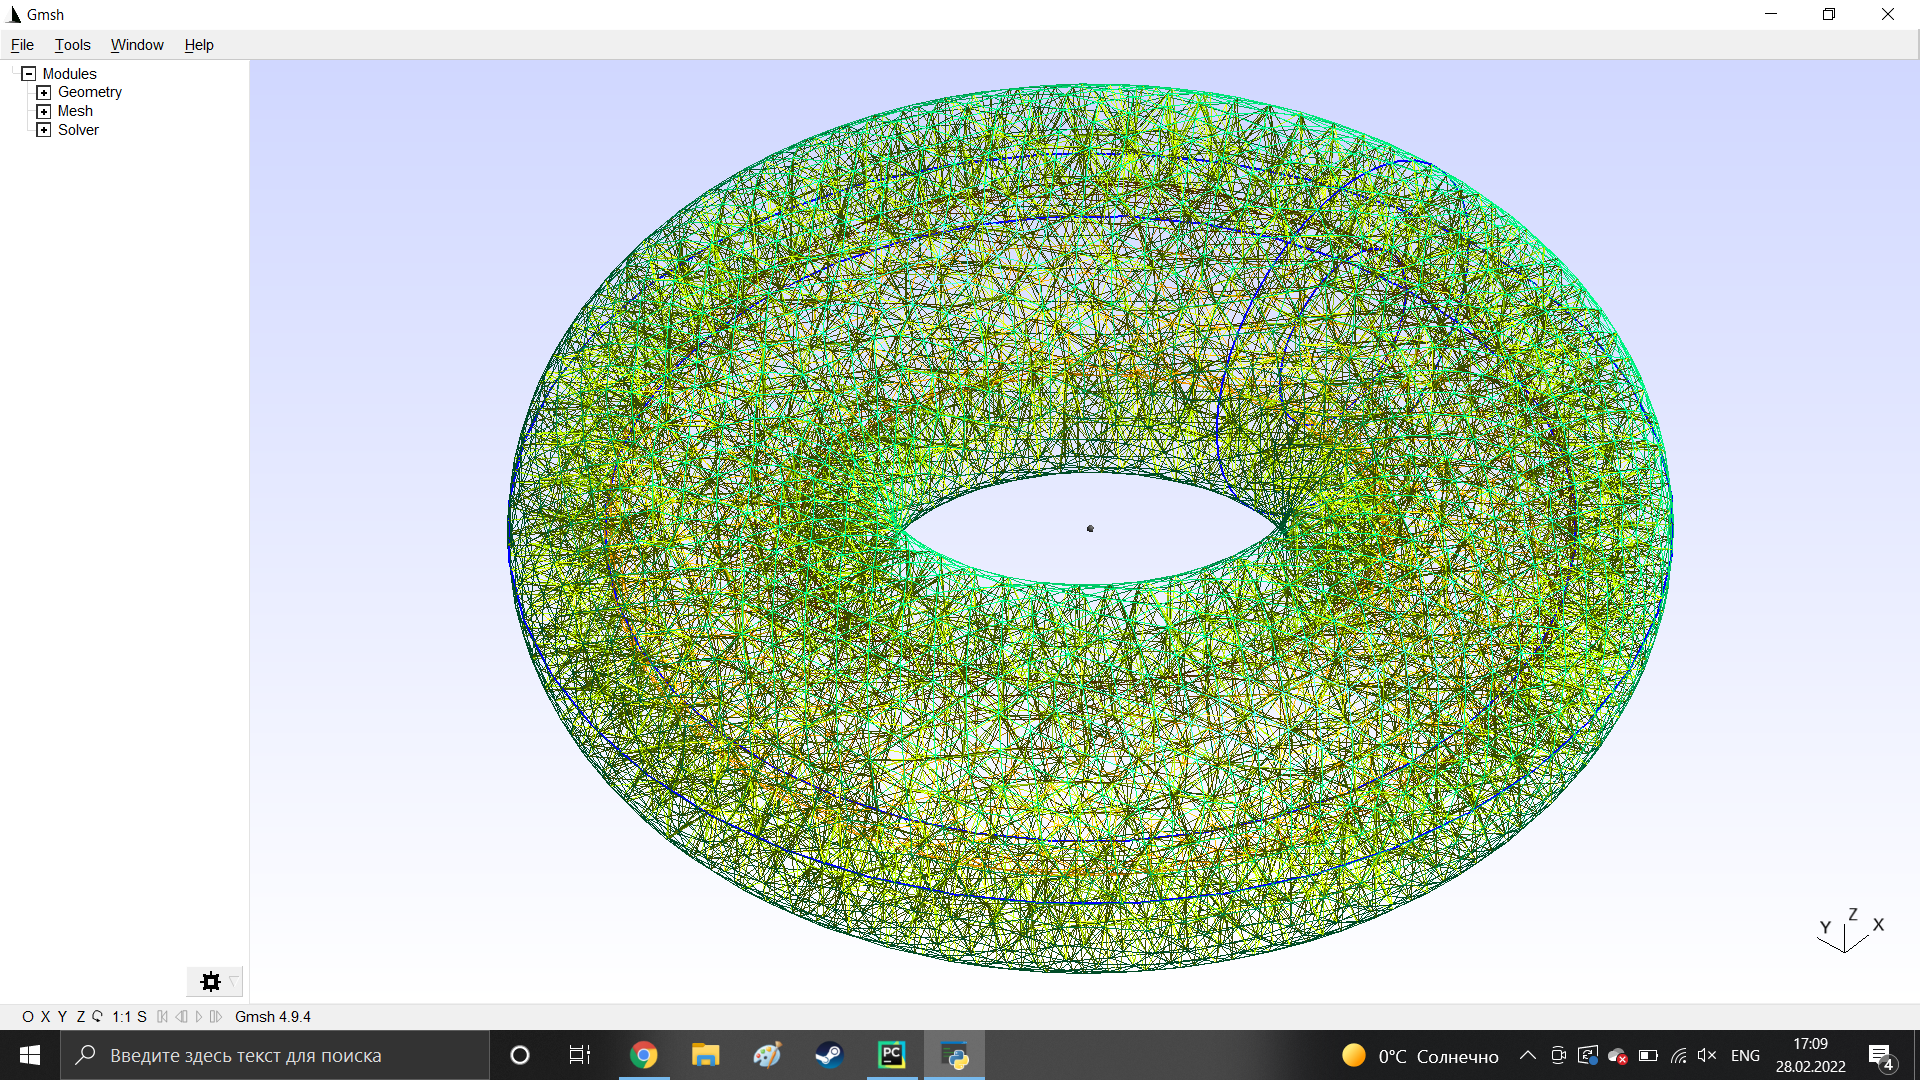 Gmsh
File Tools Window Help
Modules
Geometry
Mesh
Solver
Y Z X
O X Y Z 1:1 S Gmsh 4.9.4
Введите здесь текст для поиска
PC
0°C Солнечно
ENG
17:09
28.02.2022
4